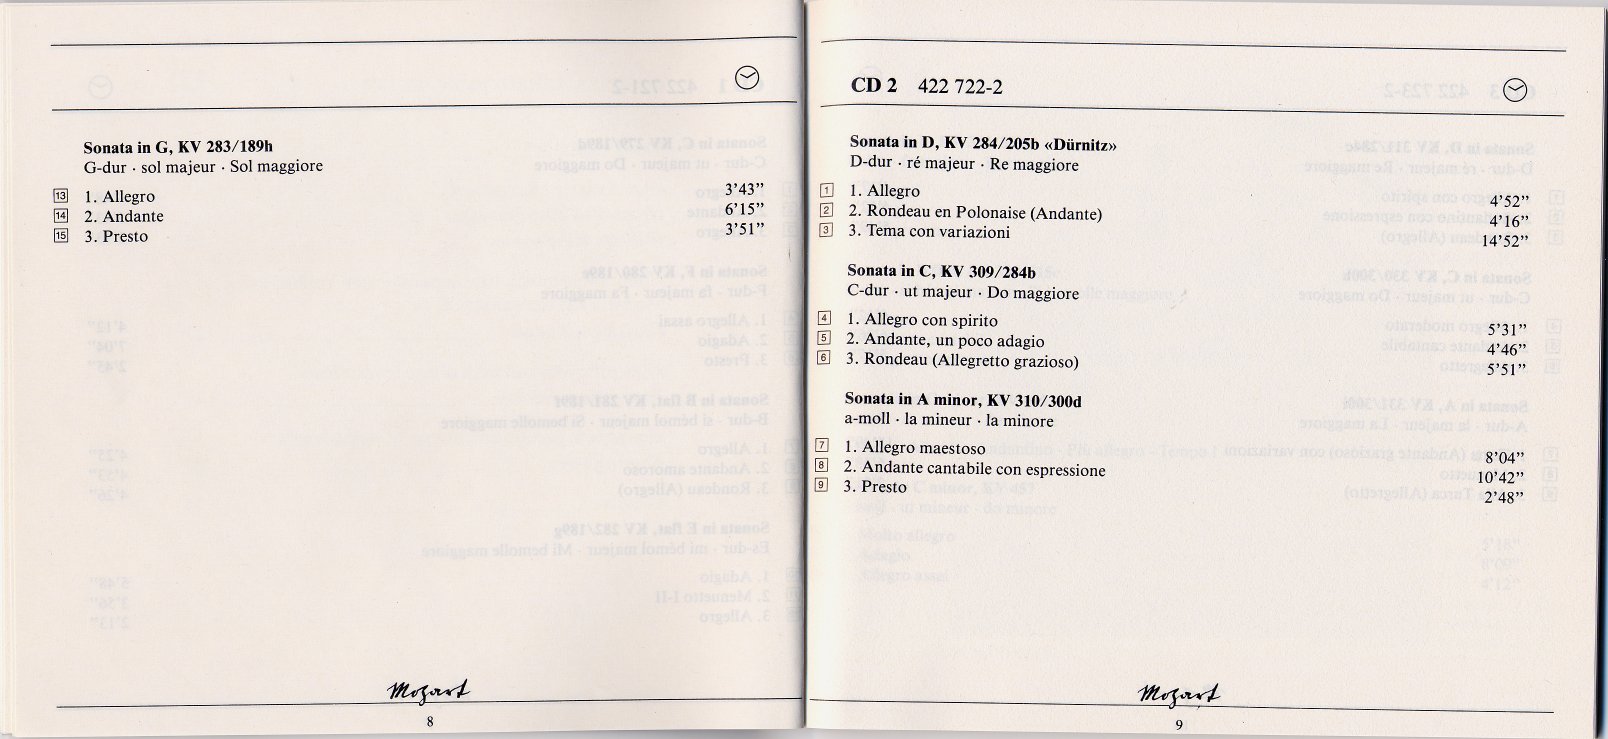 Sonata in G, KV 283/189h
G-dur · sol majeur · Sol maggiore
13 1. Allegro 3’43”
14 2. Andante 6’15”
15 3. Presto 3’51”
Mozart
8
CD 2 422 722-2
Sonata in D, KV 284/205b «Dürnitz»
D-dur · ré majeur · Re maggiore
1 1. Allegro 4’52”
2 2. Rondeau en Polonaise (Andante) 4’16”
3 3. Tema con variazioni 14’52”
Sonata in C, KV 309/284b
C-dur · ut majeur · Do maggiore
4 1. Allegro con spirito 5’31”
5 2. Andante, un poco adagio 4’46”
6 3. Rondeau (Allegretto grazioso) 5’51”
Sonata in A minor, KV 310/300d
a-moll · la mineur · la minore
7 1. Allegro maestoso 8’04”
8 2. Andante cantabile con espressione 10’42”
9 3. Presto 2’48”
Mozart
9